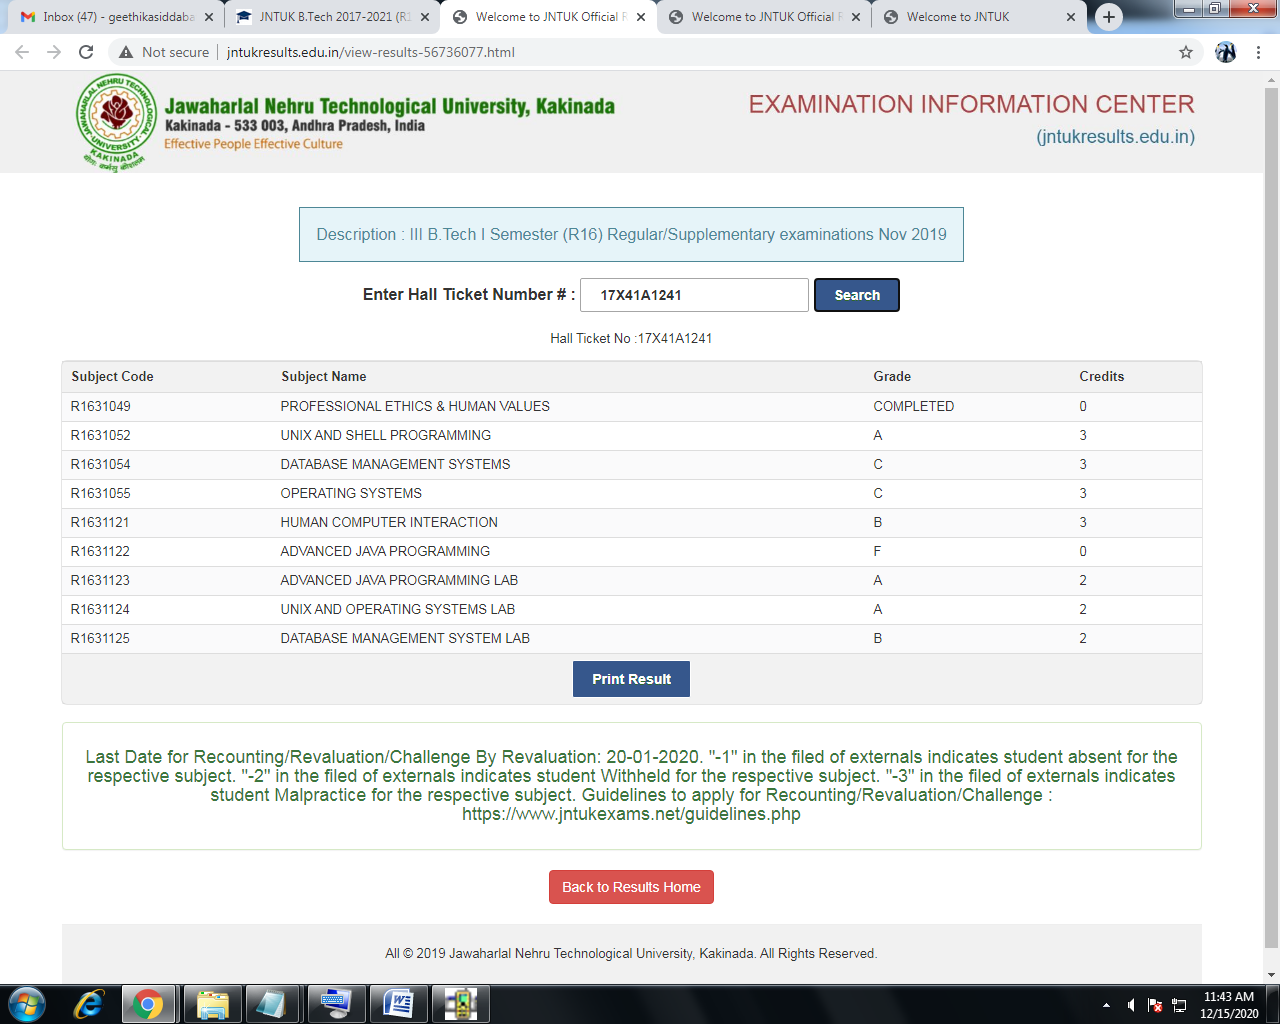 Inbox (47) - geethikasiddaba
JNTUK B.Tech 2017-2021 (R1
Welcome to JNTUK Official R
Welcome to JNTUK Official R
Welcome to JNTUK
Not secure | jntukresults.edu.in/view-results-56736077.html
JAWAHARLAL NEHRU TECHNOLOGICAL UNIVERSITY
KAKINADA
Jawaharlal Nehru Technological University, Kakinada
Kakinada - 533 003, Andhra Pradesh, India
Effective People Effective Culture
EXAMINATION INFORMATION CENTER
(jntukresults.edu.in)
Description : III B.Tech I Semester (R16) Regular/Supplementary examinations Nov 2019
Enter Hall Ticket Number # : 17X41A1241 Search
Hall Ticket No :17X41A1241
Subject Code Subject Name Grade Credits
R1631049 PROFESSIONAL ETHICS & HUMAN VALUES COMPLETED 0
R1631052 UNIX AND SHELL PROGRAMMING A 3
R1631054 DATABASE MANAGEMENT SYSTEMS C 3
R1631055 OPERATING SYSTEMS C 3
R1631121 HUMAN COMPUTER INTERACTION B 3
R1631122 ADVANCED JAVA PROGRAMMING F 0
R1631123 ADVANCED JAVA PROGRAMMING LAB A 2
R1631124 UNIX AND OPERATING SYSTEMS LAB A 2
R1631125 DATABASE MANAGEMENT SYSTEM LAB B 2
Print Result
Last Date for Recounting/Revaluation/Challenge By Revaluation: 20-01-2020. "-1" in the filed of externals indicates student absent for the
respective subject. "-2" in the filed of externals indicates student Withheld for the respective subject. "-3" in the filed of externals indicates
student Malpractice for the respective subject. Guidelines to apply for Recounting/Revaluation/Challenge :
https://www.jntukexams.net/guidelines.php
Back to Results Home
All © 2019 Jawaharlal Nehru Technological University, Kakinada. All Rights Reserved.
11:43 AM
12/15/2020